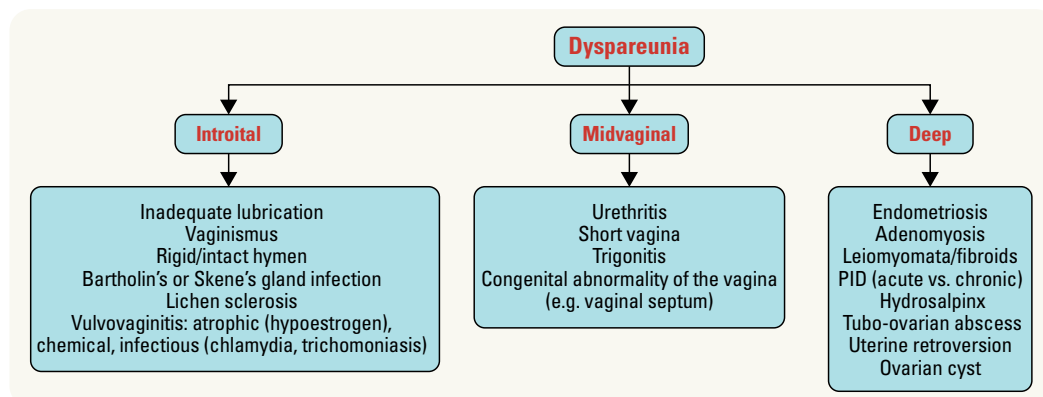 Dyspareunia
Introital
Midvaginal
Deep
Inadequate lubrication
Vaginismus
Rigid/intact hymen
Bartholin's or Skene's gland infection
Lichen sclerosis
Vulvovaginitis: atrophic (hypoestrogen),
chemical, infectious (chlamydia, trichomoniasis)
Urethritis
Short vagina
Trigonitis
Congenital abnormality of the vagina
(e.g. vaginal septum)
Endometriosis
Adenomyosis
Leiomyomata/fibroids
PID (acute vs. chronic)
Hydrosalpinx
Tubo-ovarian abscess
Uterine retroversion
Ovarian cyst